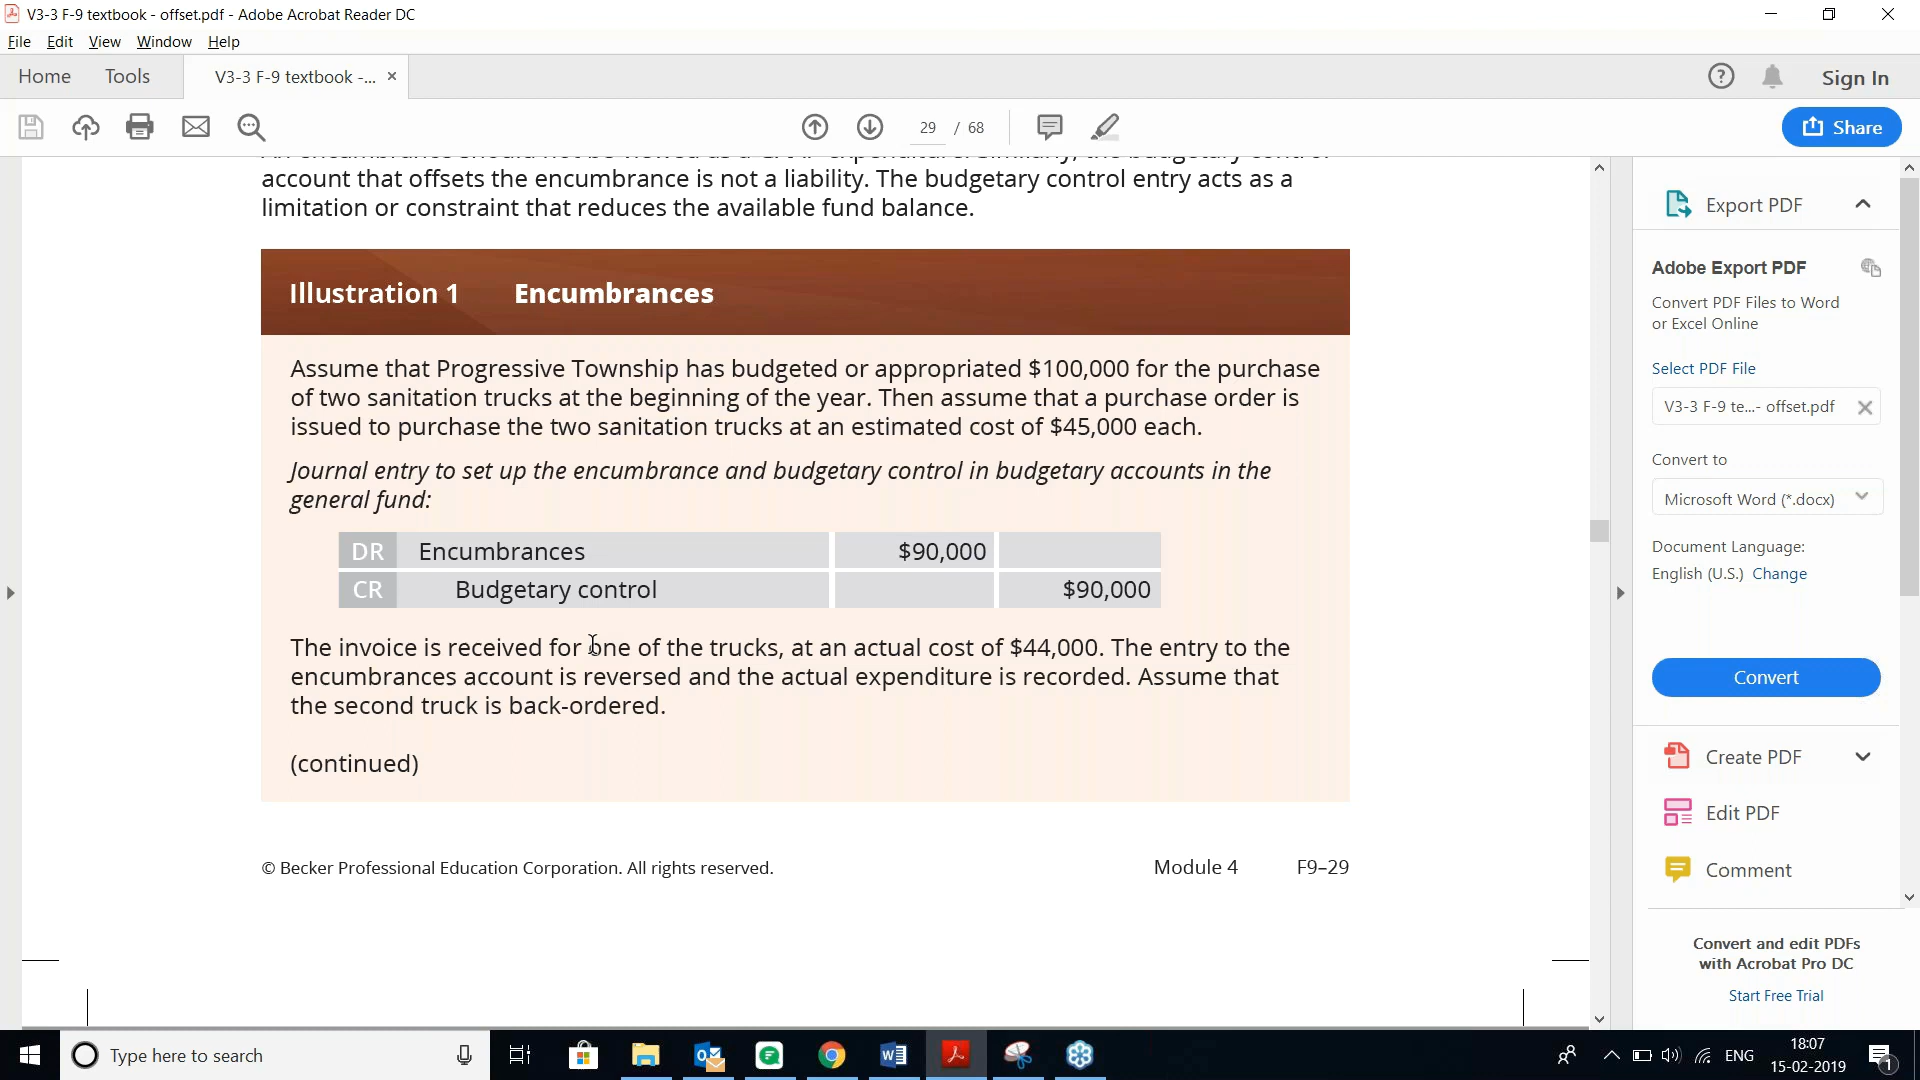 V3-3 F-9 textbook - offset.pdf - Adobe Acrobat Reader DC
File Edit View Window Help
Home Tools V3-3 F-9 textbook -... × Sign In
29 / 68 Share
account that offsets the encumbrance is not a liability. The budgetary control entry acts as a
limitation or constraint that reduces the available fund balance.
Illustration 1 Encumbrances
Assume that Progressive Township has budgeted or appropriated $100,000 for the purchase
of two sanitation trucks at the beginning of the year. Then assume that a purchase order is
issued to purchase the two sanitation trucks at an estimated cost of $45,000 each.
Journal entry to set up the encumbrance and budgetary control in budgetary accounts in the
general fund:
DR Encumbrances $90,000
CR Budgetary control $90,000
The invoice is received for one of the trucks, at an actual cost of $44,000. The entry to the
encumbrances account is reversed and the actual expenditure is recorded. Assume that
the second truck is back-ordered.
(continued)
© Becker Professional Education Corporation. All rights reserved. Module 4 F9–29
Export PDF
Adobe Export PDF
Convert PDF Files to Word
or Excel Online
Select PDF File
V3-3 F-9 te...- offset.pdf
Convert to
Microsoft Word (*.docx)
Document Language:
English (U.S.) Change
Convert
Create PDF
Edit PDF
Comment
Convert and edit PDFs
with Acrobat Pro DC
Start Free Trial
Type here to search
ENG
18:07
15-02-2019
1